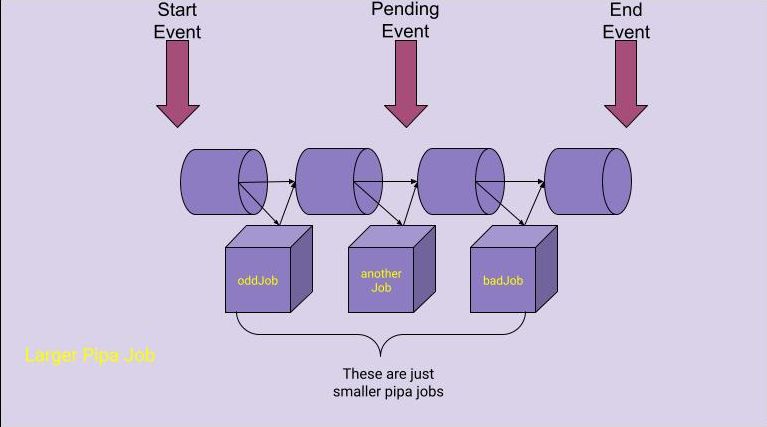 Start
Event
Pending
Event
End
Event
oddJob
another
Job
badJob
Larger Pipa Job
These are just
smaller pipa jobs